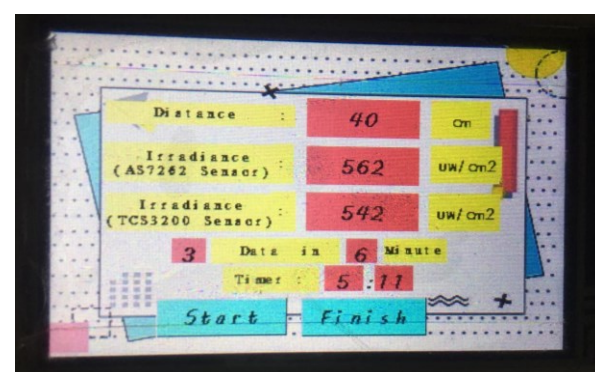 Distance : 40 cm
Irradiance
(AS7262 Sensor) : 562 uW/cm2
Irradiance
(TCS3200 Sensor) : 542 uW/cm2
3 Data in 6 Minute
Timer : 5 :11
Start Finish